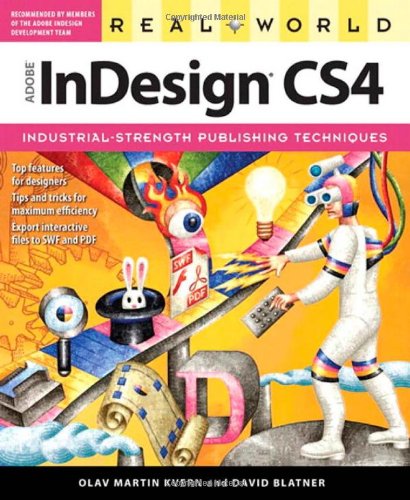 RECOMMENDED BY MEMBERS
OF THE ADOBE INDESIGN
DEVELOPMENT TEAM
REAL WORLD
ADOBE
InDesign® CS4
INDUSTRIAL-STRENGTH PUBLISHING TECHNIQUES
Top features
for designers
Tips and tricks for
maximum efficiency
Export interactive
files to SWF and PDF
SWF
PDF
D
OLAV MARTIN KVERN AND DAVID BLATNER
Copyrighted Material